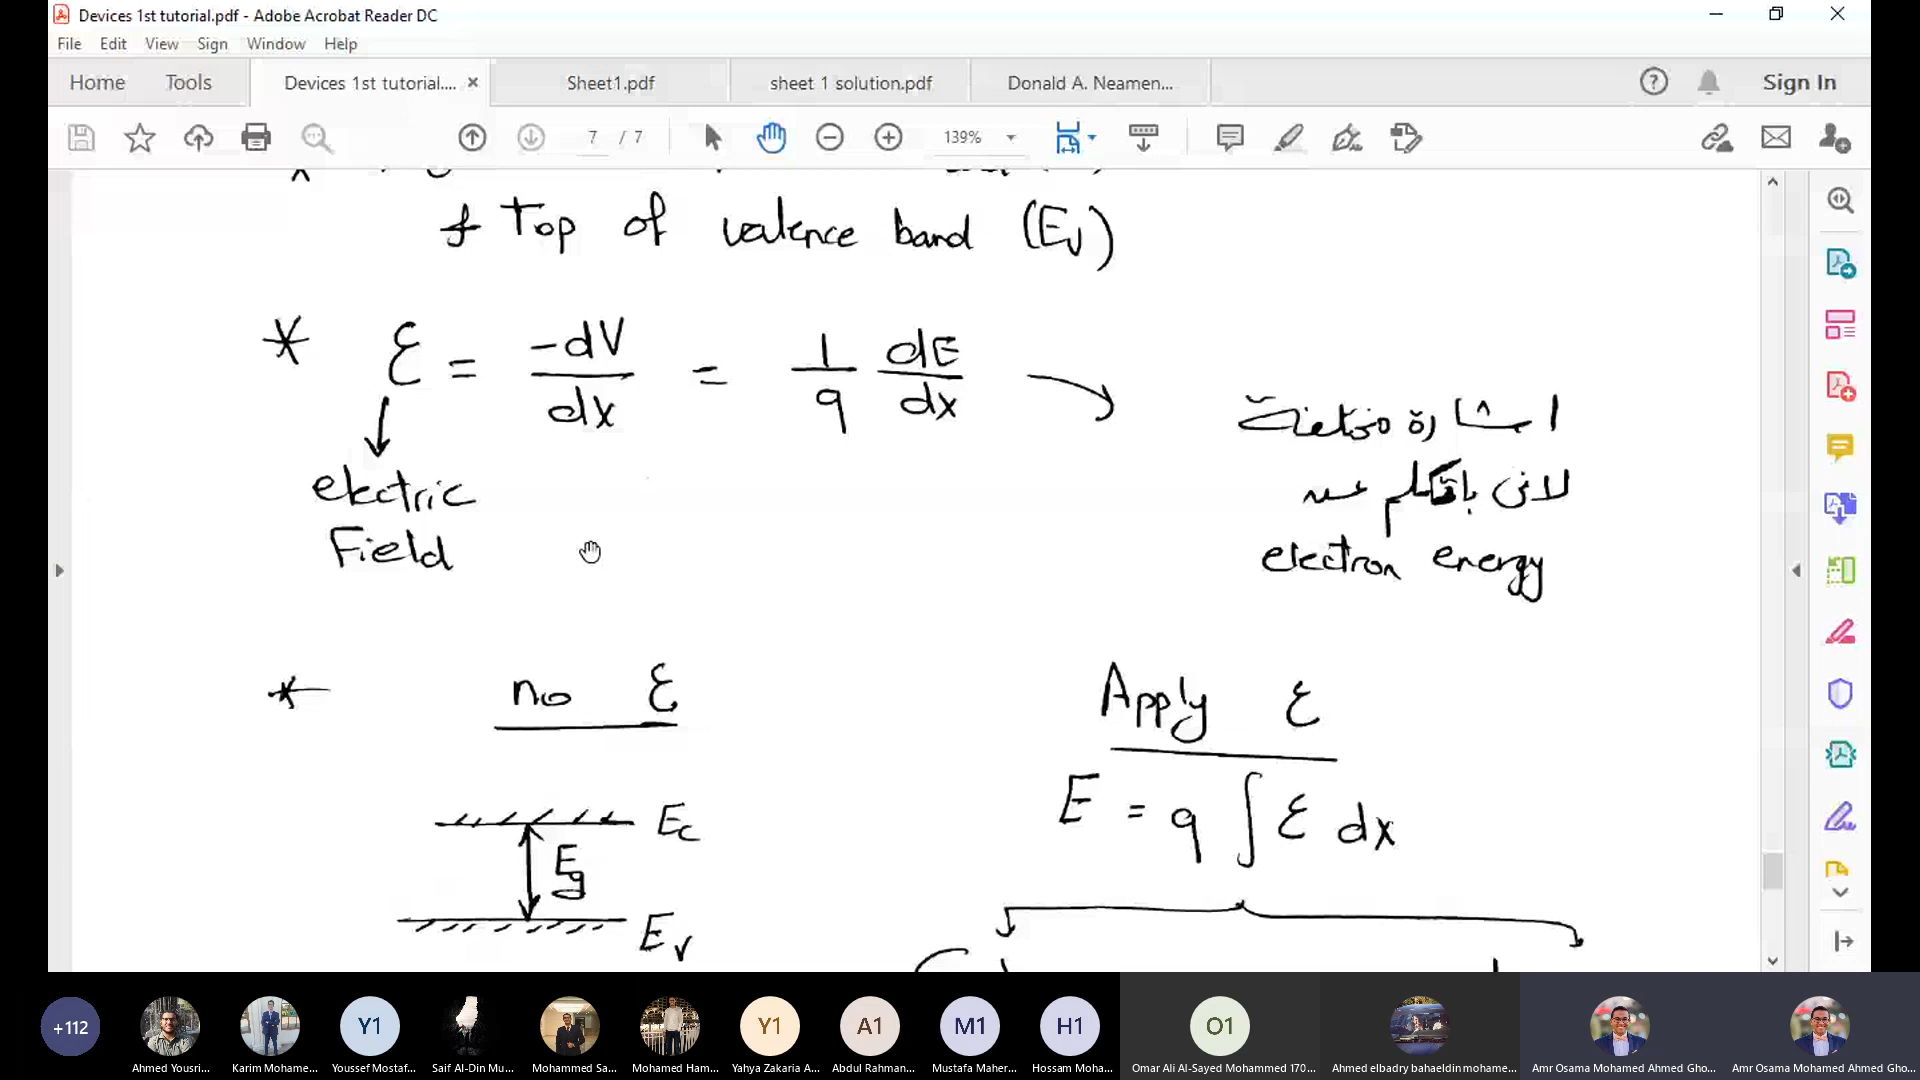 Devices 1st tutorial.pdf - Adobe Acrobat Reader DC
File Edit View Sign Window Help
Home Tools Devices 1st tutorial.... × Sheet1.pdf sheet 1 solution.pdf Donald A. Neamen... Sign In
7 / 7 139%
& Top of valence band (Ev)
* Ɛ = -dV/dx = 1/q dE/dx
electric
Field
اشارة مختلفة
لانى باتكلم عن
electron energy
* no Ɛ
Apply Ɛ
E = q ∫ Ɛ dx
Ec
Eg
Ev
+112 Y1 Y1 A1 M1 H1 O1
Ahmed Yousri... Karim Mohame... Youssef Mostaf... Saif Al-Din Mu... Mohammed Sa... Mohamed Ham... Yahya Zakaria A... Abdul Rahman... Mustafa Maher... Hossam Moha... Omar Ali Al-Sayed Mohammed 170... Ahmed elbadry bahaeldin mohame... Amr Osama Mohamed Ahmed Gho... Amr Osama Mohamed Ahmed Gho...